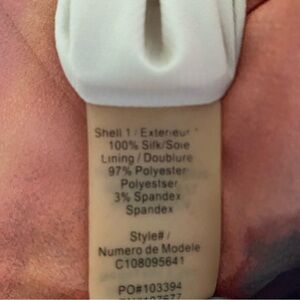 Shell 1 / Exterieur
100% Silk/Soie
Lining / Doublure
97% Polyester
Polyestser
3% Spandex
Spandex
Style#/
Numero de Modele
C108095641
PO#103394